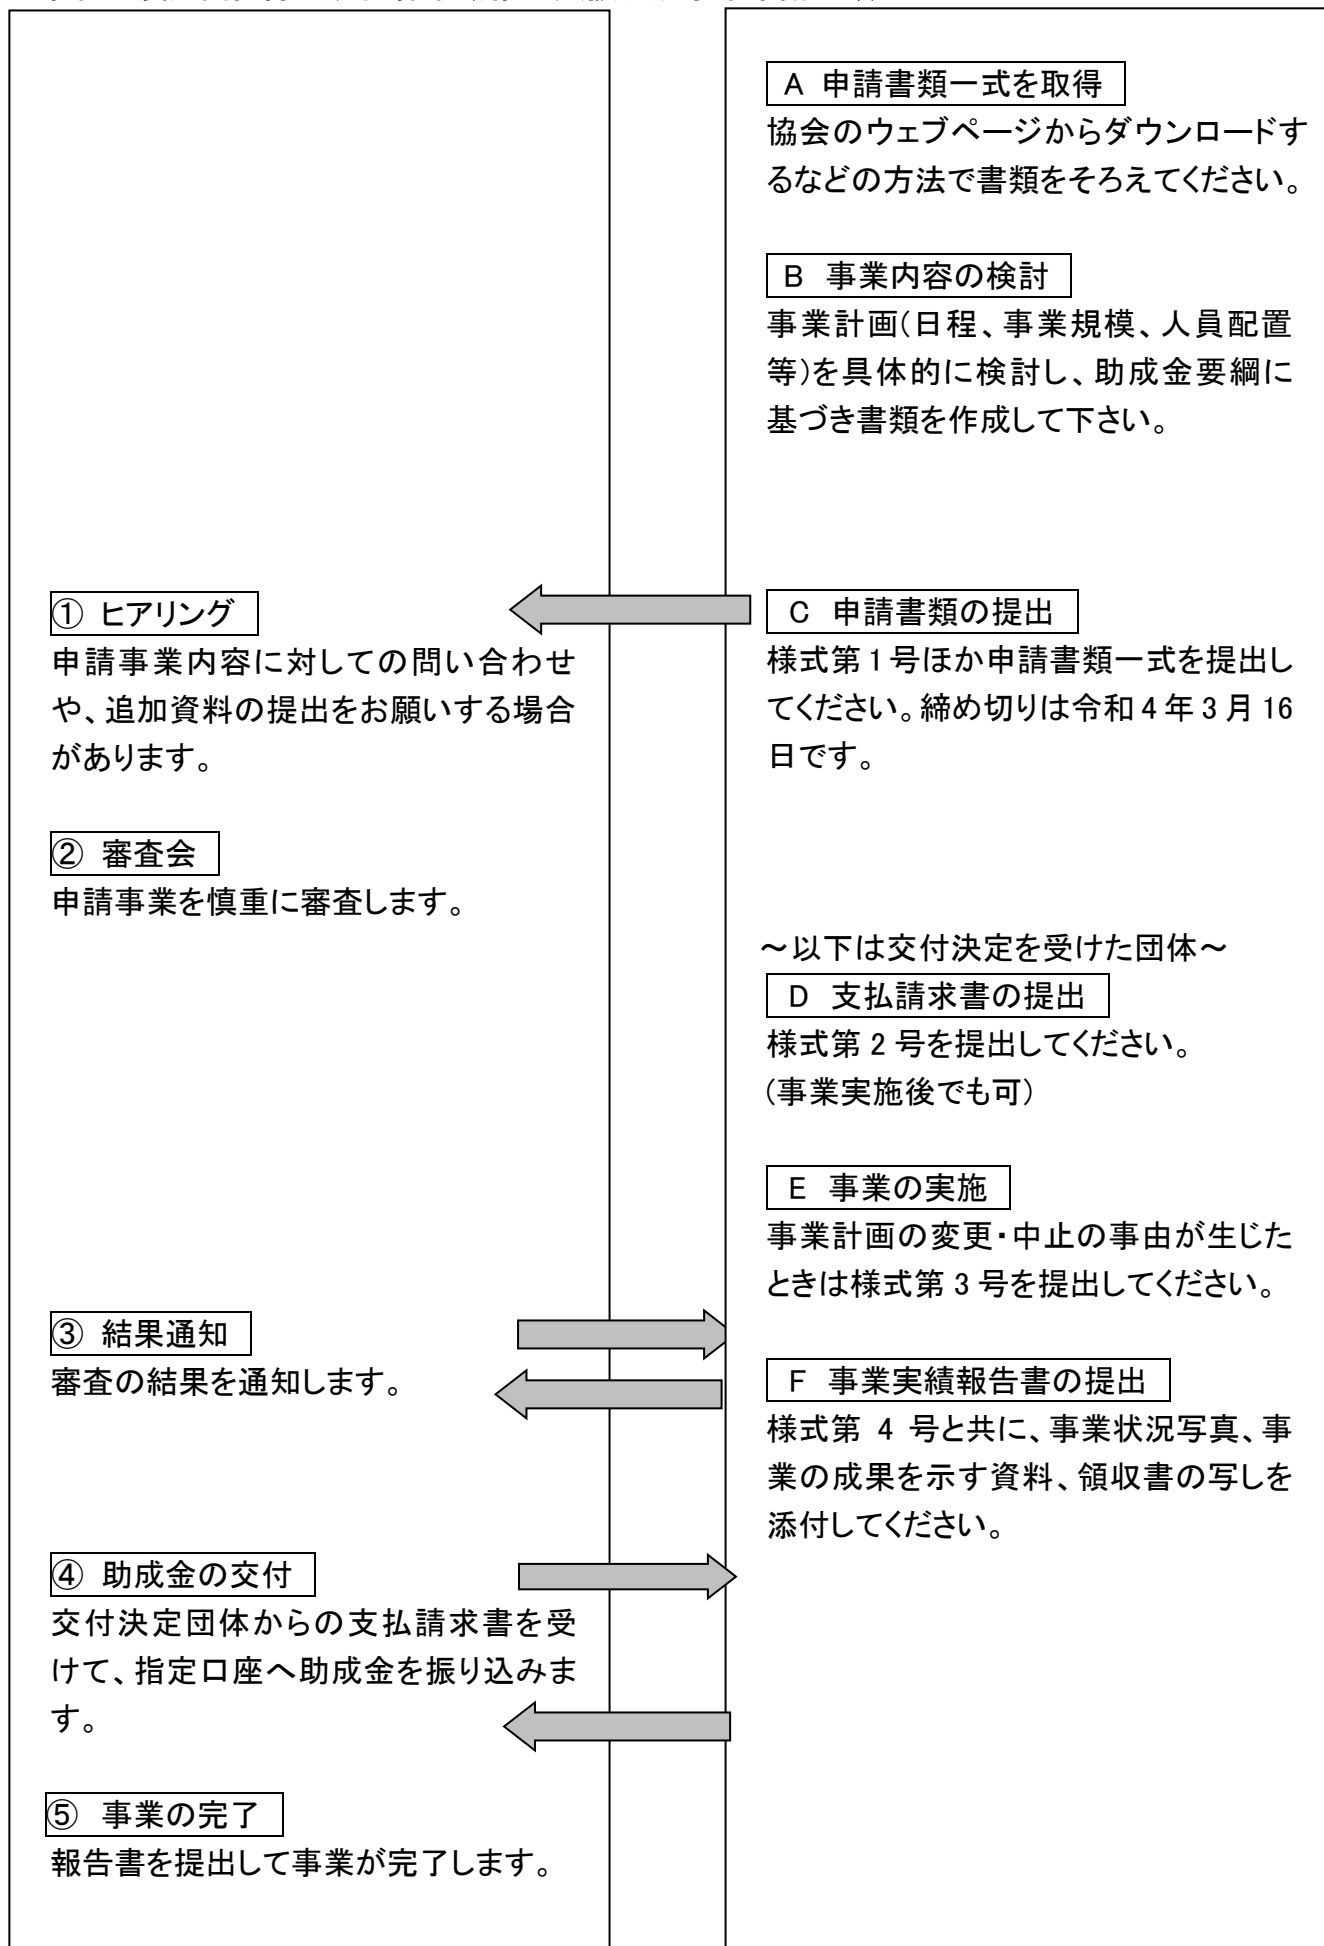 A 申請書類一式を取得
協会のウェブページからダウンロードす
るなどの方法で書類をそろえてください。
B 事業内容の検討
事業計画(日程、事業規模、人員配置
等)を具体的に検討し、助成金要綱に
基づき書類を作成して下さい。
C 申請書類の提出
様式第1号ほか申請書類一式を提出し
てください。締め切りは令和4年3月16
日です。
～以下は交付決定を受けた団体～
D 支払請求書の提出
様式第2号を提出してください。
(事業実施後でも可)
E 事業の実施
事業計画の変更・中止の事由が生じた
ときは様式第3号を提出してください。
F 事業実績報告書の提出
様式第 4 号と共に、事業状況写真、事
業の成果を示す資料、領収書の写しを
添付してください。
① ヒアリング
申請事業内容に対しての問い合わせ
や、追加資料の提出をお願いする場合
があります。
② 審査会
申請事業を慎重に審査します。
③ 結果通知
審査の結果を通知します。
④ 助成金の交付
交付決定団体からの支払請求書を受
けて、指定口座へ助成金を振り込みま
す。
⑤ 事業の完了
報告書を提出して事業が完了します。